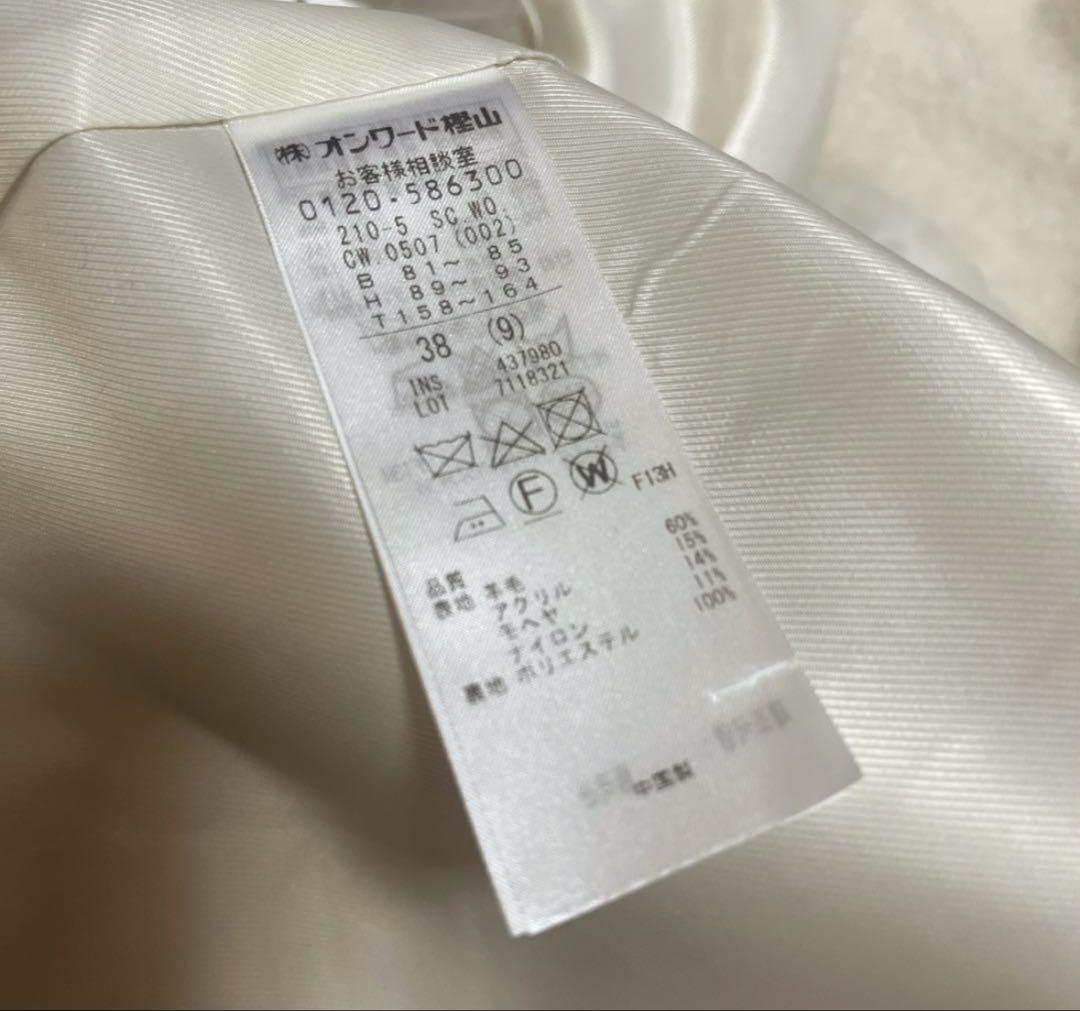 ㈱オンワード樫山
お客様相談室
0120-586300
210-5 SC.WO.
CW 0507 (002)
B 81～ 85
H 89～ 93
T158～164
38 (9)
INS 437980
LOT 7118321
F W F13H
品質
表地 羊毛 60%
アクリル 15%
モヘヤ 14%
ナイロン 11%
裏地 ポリエステル 100%
中国製